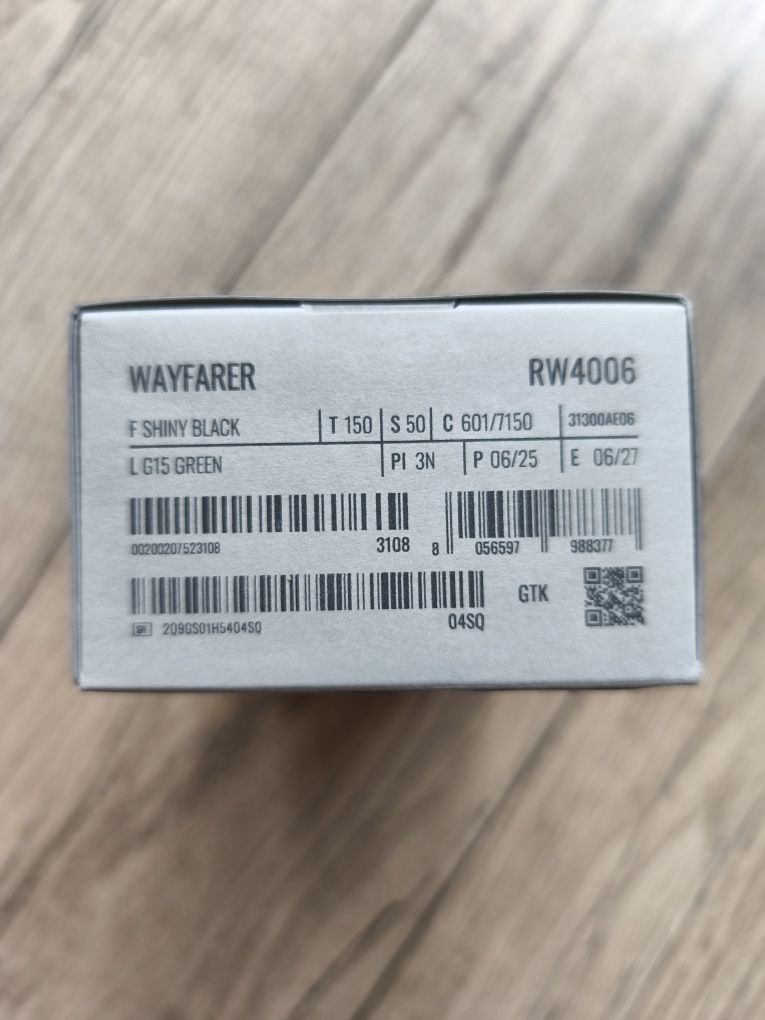 WAYFARER RW4006
F SHINY BLACK T 150 S 50 C 601/7150 31300AE06
L G15 GREEN PI 3N P 06/25 E 06/27
00200207523108 3108 8 056597 988377
GTK
SN 209GS01H5404SQ 04SQ